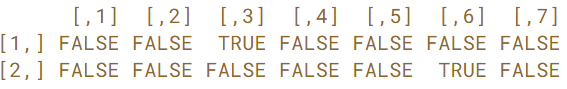 [,1] [,2] [,3] [,4] [,5] [,6] [,7]
[1,] FALSE FALSE TRUE FALSE FALSE FALSE FALSE
[2,] FALSE FALSE FALSE FALSE FALSE TRUE FALSE